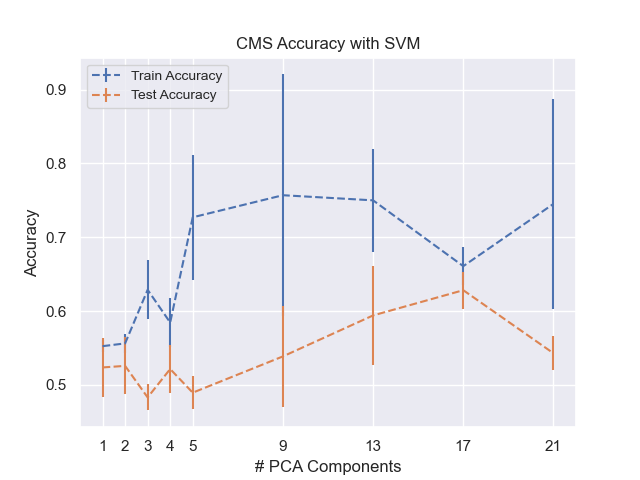 CMS Accuracy with SVM
Train Accuracy
Test Accuracy
0.9
0.8
0.7
0.6
0.5
Accuracy
1 2 3 4 5 9 13 17 21
# PCA Components